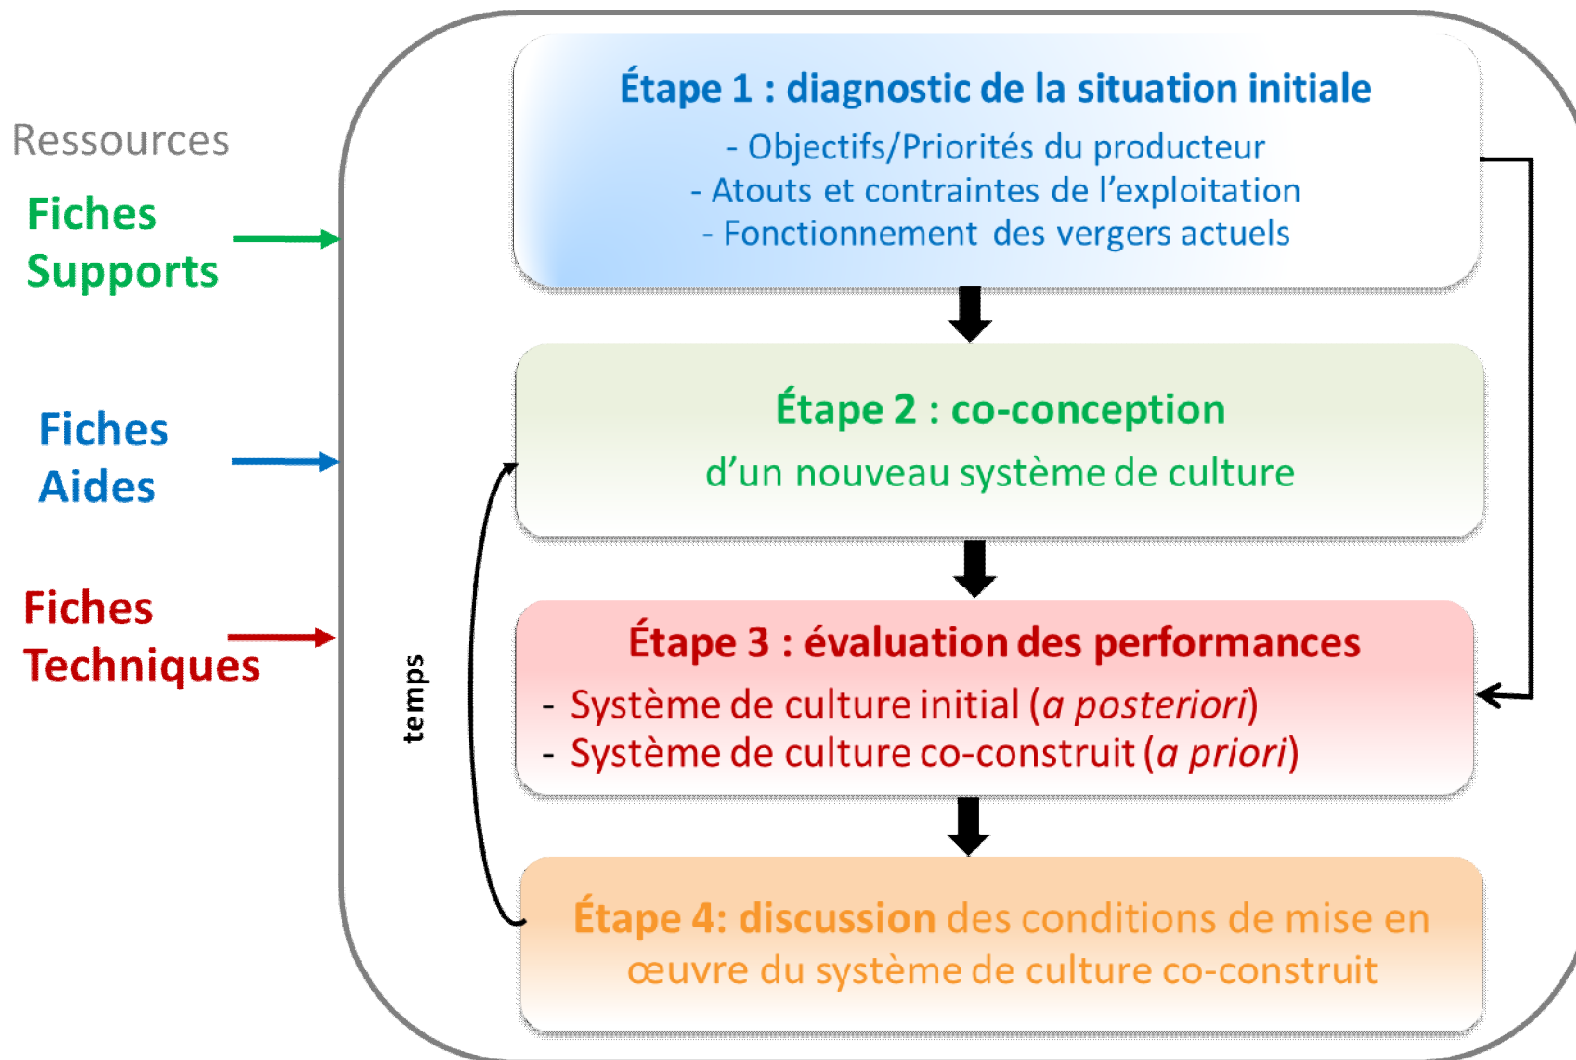 Ressources
Fiches
Supports
Fiches
Aides
Fiches
Techniques
temps
Étape 1 : diagnostic de la situation initiale
- Objectifs/Priorités du producteur
- Atouts et contraintes de l’exploitation
- Fonctionnement des vergers actuels
Étape 2 : co-conception
d’un nouveau système de culture
Étape 3 : évaluation des performances
- Système de culture initial (a posteriori)
- Système de culture co-construit (a priori)
Étape 4: discussion des conditions de mise en
œuvre du système de culture co-construit